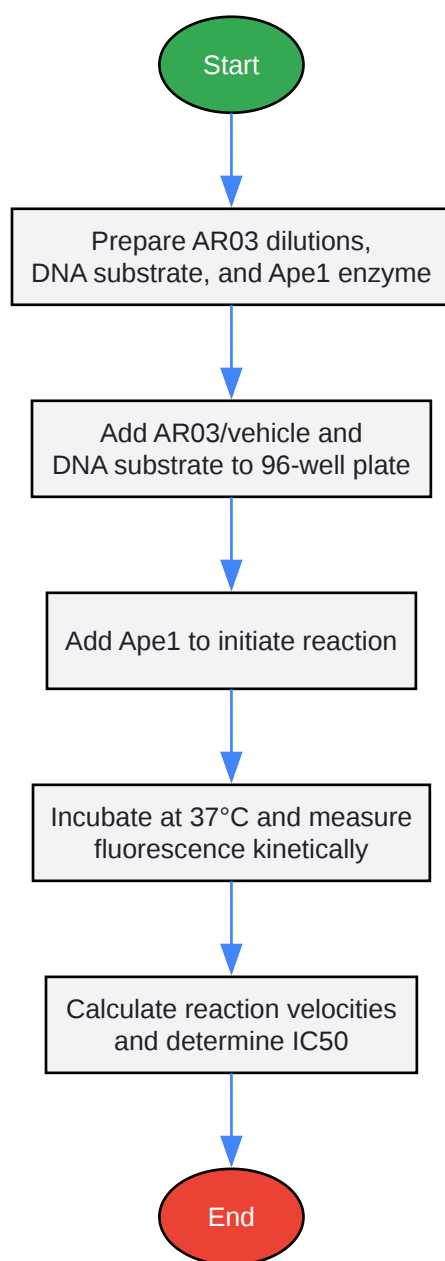 Start
Prepare AR03 dilutions,
DNA substrate, and Ape1 enzyme
Add AR03/vehicle and
DNA substrate to 96-well plate
Add Ape1 to initiate reaction
Incubate at 37°C and measure
fluorescence kinetically
Calculate reaction velocities
and determine IC50
End